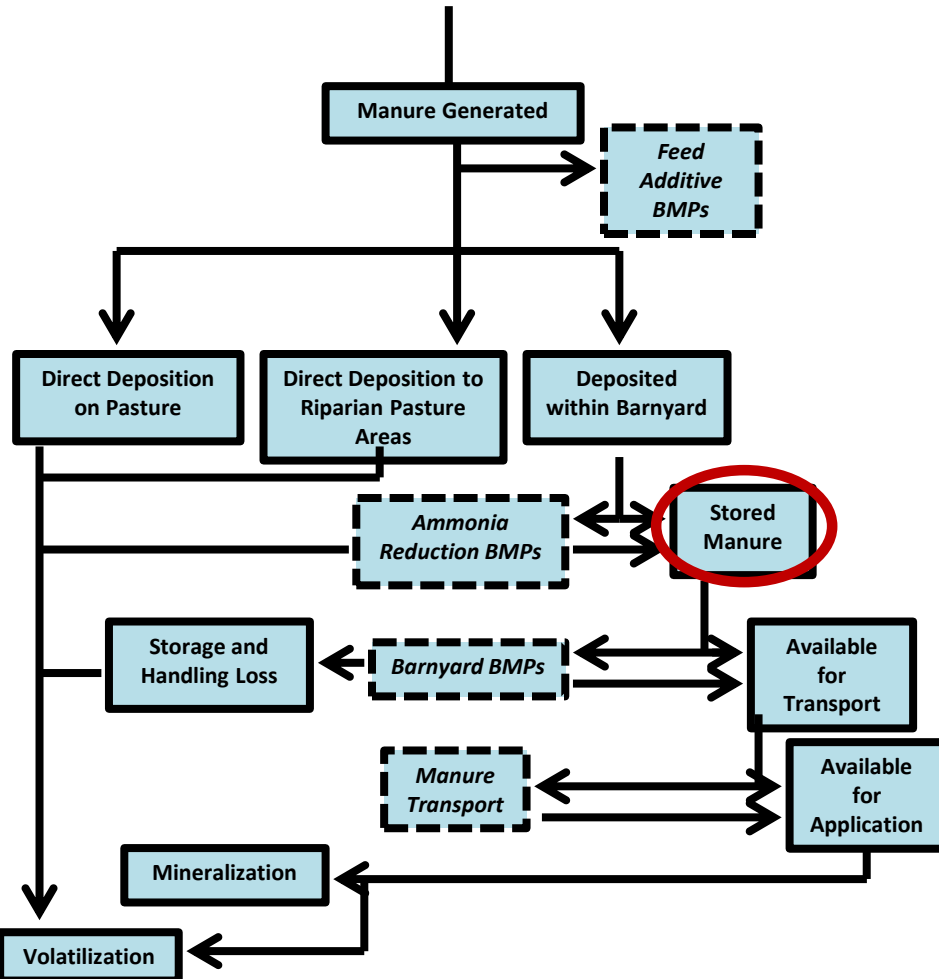 Manure Generated
Feed
Additive
BMPs
Direct Deposition
on Pasture
Direct Deposition to
Riparian Pasture
Areas
Deposited
within Barnyard
Ammonia
Reduction BMPs
Stored
Manure
Storage and
Handling Loss
Barnyard BMPs
Available
for
Transport
Manure
Transport
Available
for
Application
Mineralization
Volatilization